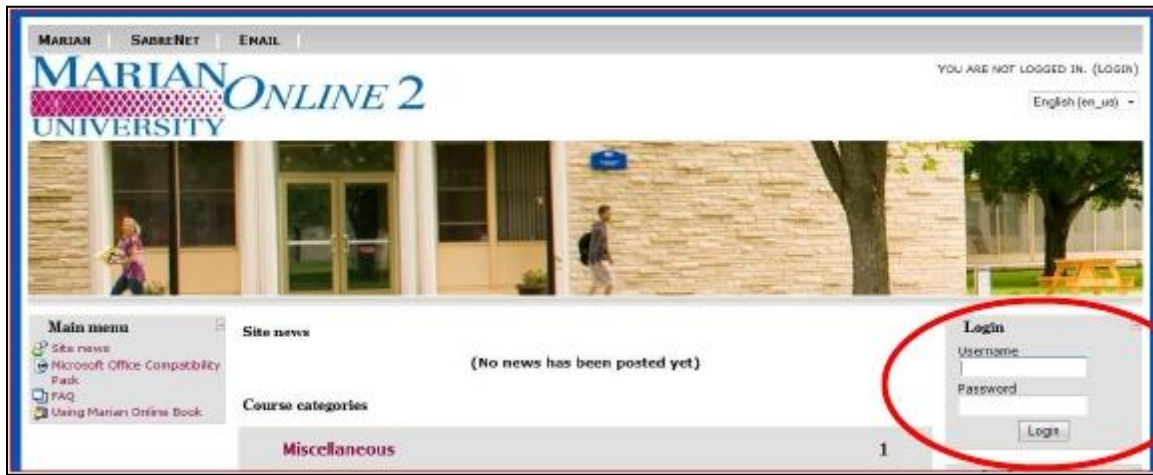 MARIAN SABRENET EMAIL
MARIAN
UNIVERSITY
ONLINE 2
YOU ARE NOT LOGGED IN. (LOGIN)
English (en_us)
Main menu
Site news
Microsoft Office Compatibility
Pack
FAQ
Using Marian Online Book
Site news
(No news has been posted yet)
Course categories
Miscellaneous 1
Login
Username
Password
Login